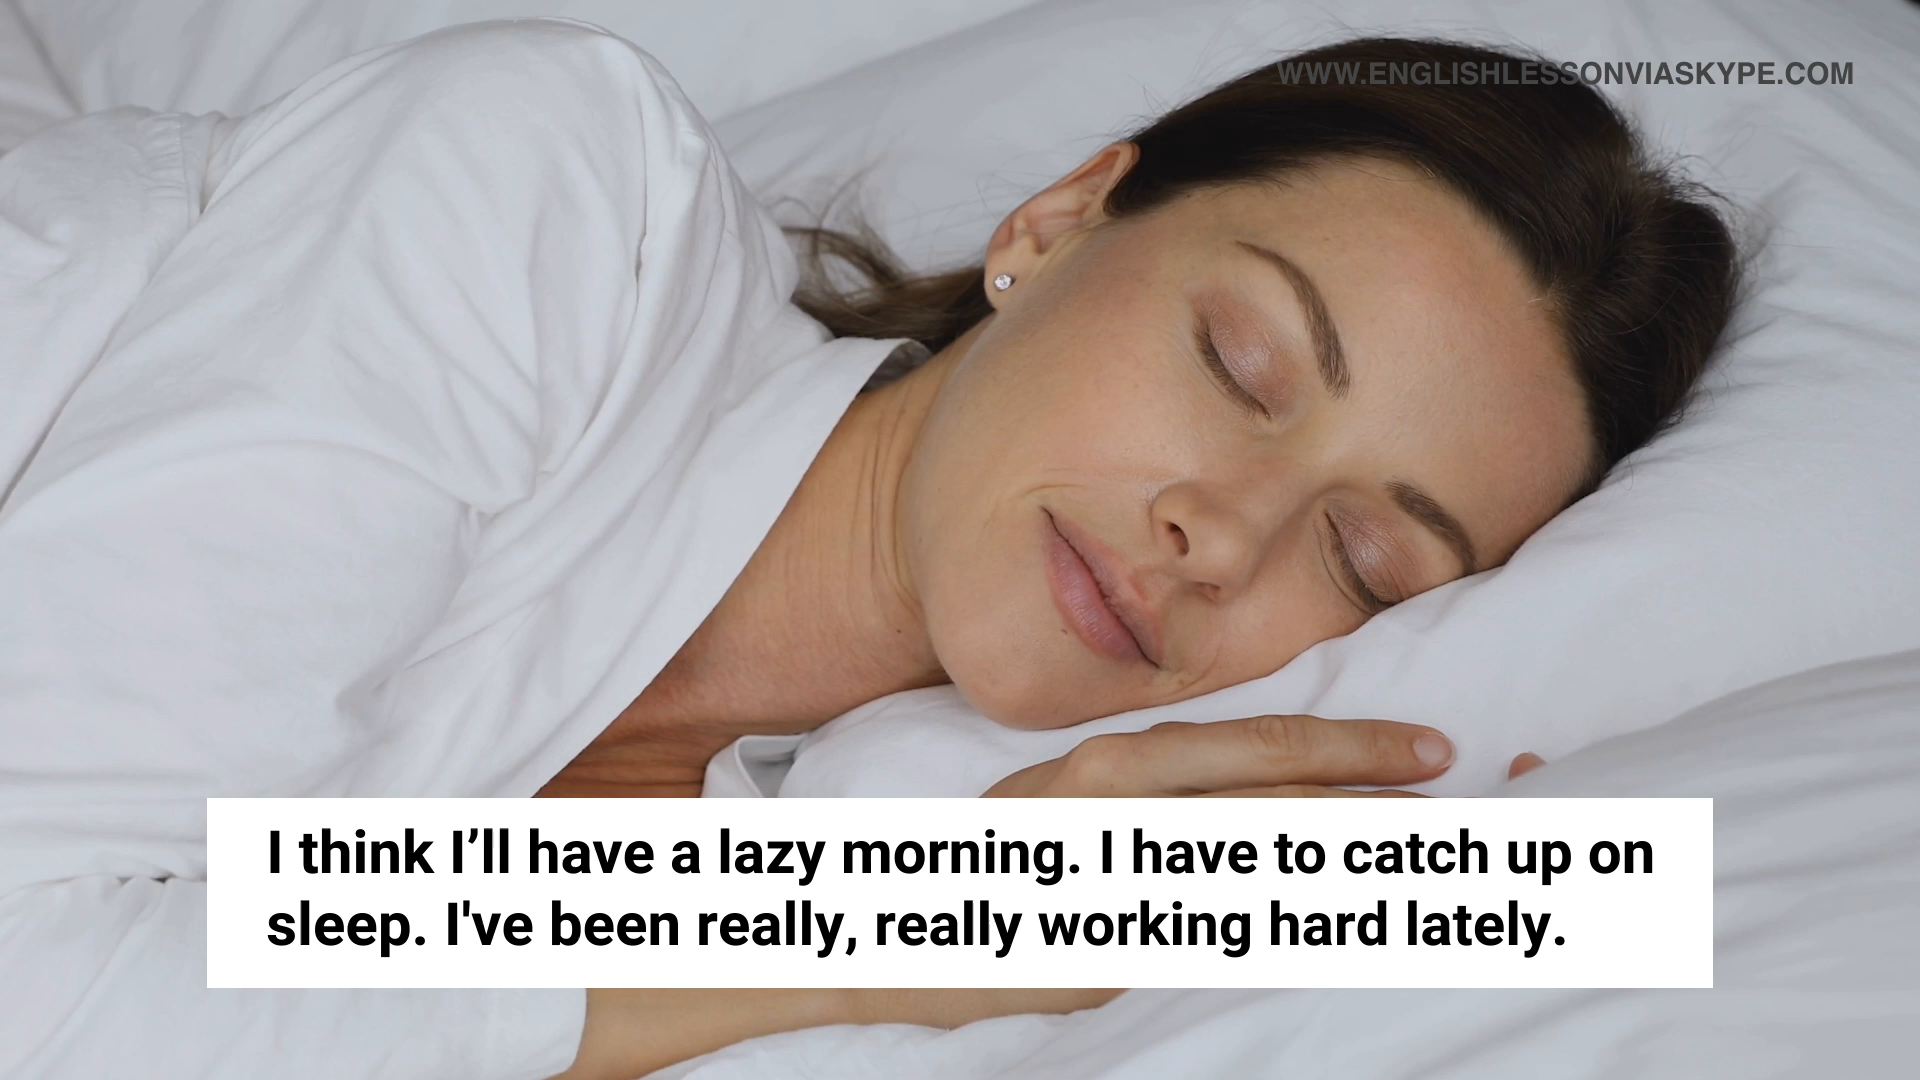 WWW.ENGLISHLESSONVIASKYPE.COM
I think I’ll have a lazy morning. I have to catch up on
sleep. I've been really, really working hard lately.